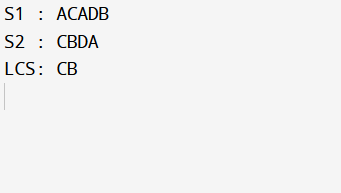 S1 : ACADB
S2 : CBDA
LCS: CB